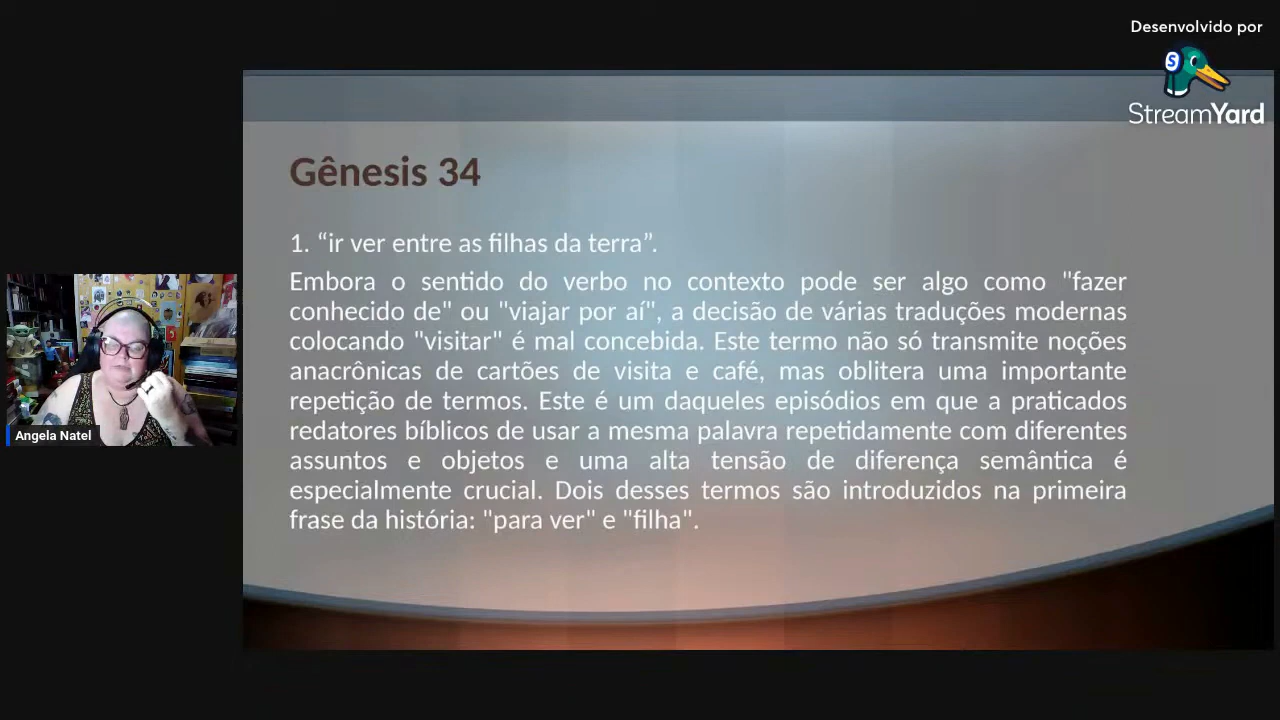 Desenvolvido por
StreamYard
Gênesis 34
1. “ir ver entre as filhas da terra”.
Embora o sentido do verbo no contexto pode ser algo como "fazer
conhecido de" ou "viajar por aí", a decisão de várias traduções modernas
colocando "visitar" é mal concebida. Este termo não só transmite noções
anacrônicas de cartões de visita e café, mas oblitera uma importante
repetição de termos. Este é um daqueles episódios em que a praticados
redatores bíblicos de usar a mesma palavra repetidamente com diferentes
assuntos e objetos e uma alta tensão de diferença semântica é
especialmente crucial. Dois desses termos são introduzidos na primeira
frase da história: "para ver" e "filha".
Angela Natel